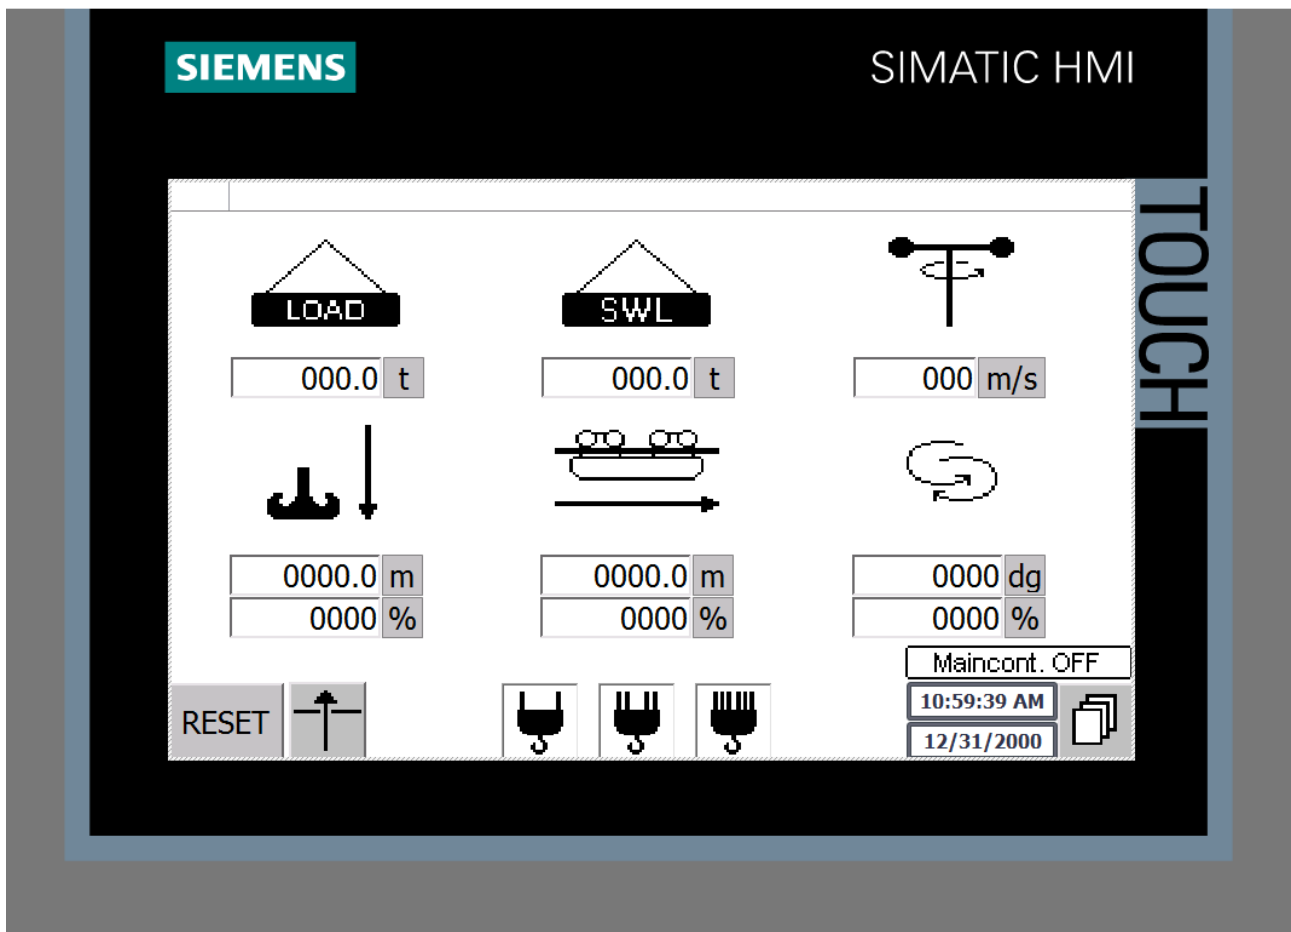 SIEMENS
SIMATIC HMI
TOUCH
LOAD
SWL
000.0 t
000.0 t
000 m/s
0000.0 m
0000.0 m
0000 dg
0000 %
0000 %
0000 %
Maincont. OFF
RESET
10:59:39 AM
12/31/2000